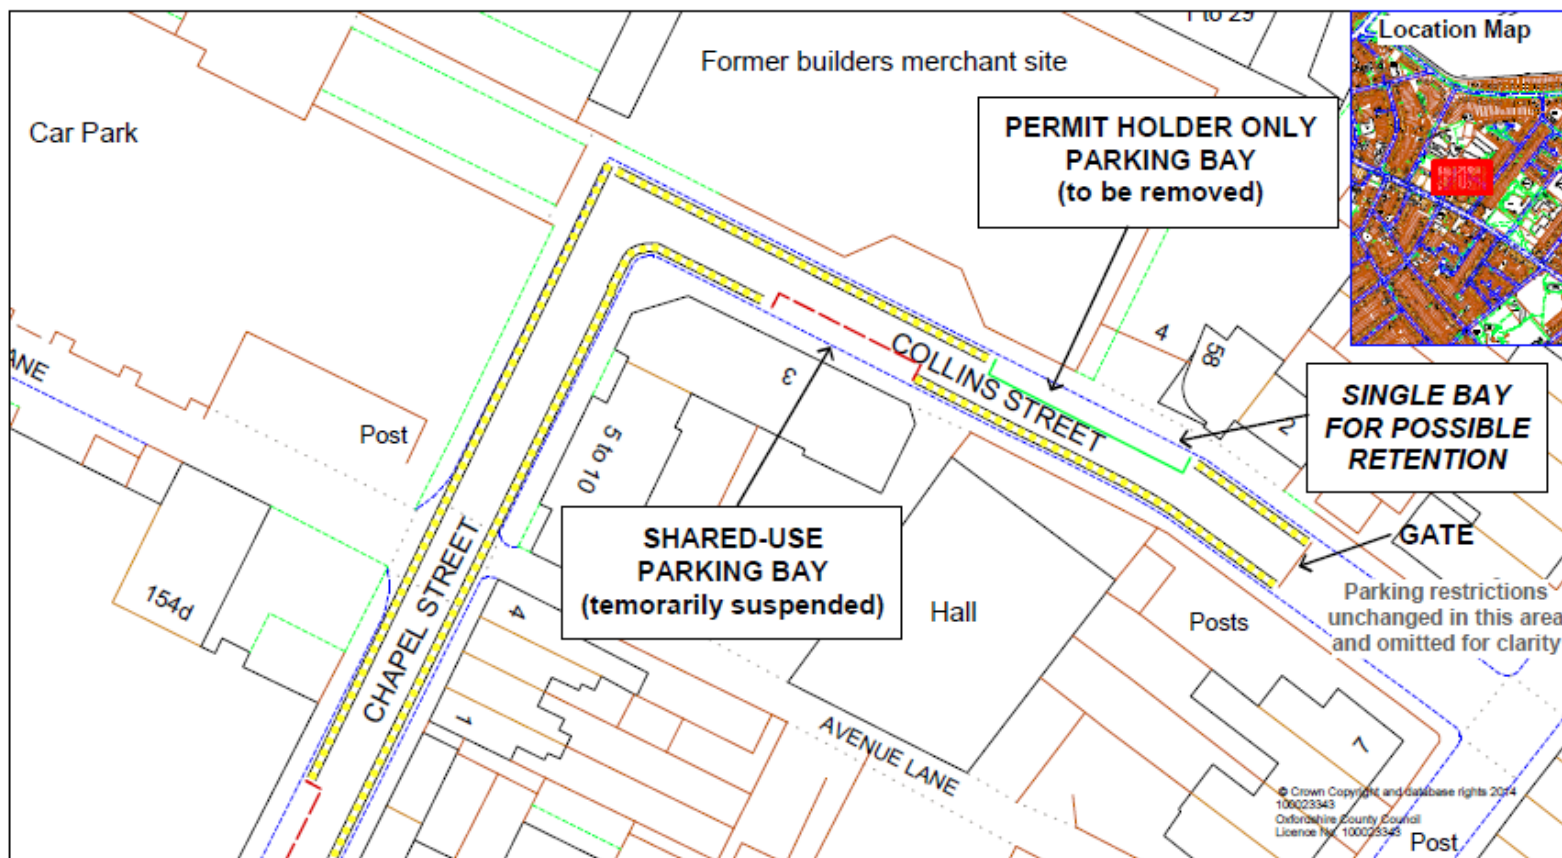 1 to 29
Location Map
Former builders merchant site
Car Park
PERMIT HOLDER ONLY
PARKING BAY
(to be removed)
4
58
2
COLLINS STREET
SINGLE BAY
FOR POSSIBLE
RETENTION
3
ANE
Post
5 to 10
SHARED-USE
PARKING BAY
(temorarily suspended)
GATE
Parking restrictions
unchanged in this area
and omitted for clarity
154d
CHAPEL STREET
4
Hall
Posts
1
AVENUE LANE
7
© Crown Copyright and database rights 2014
100023343
Oxfordshire County Council
Licence No. 100023343
Post